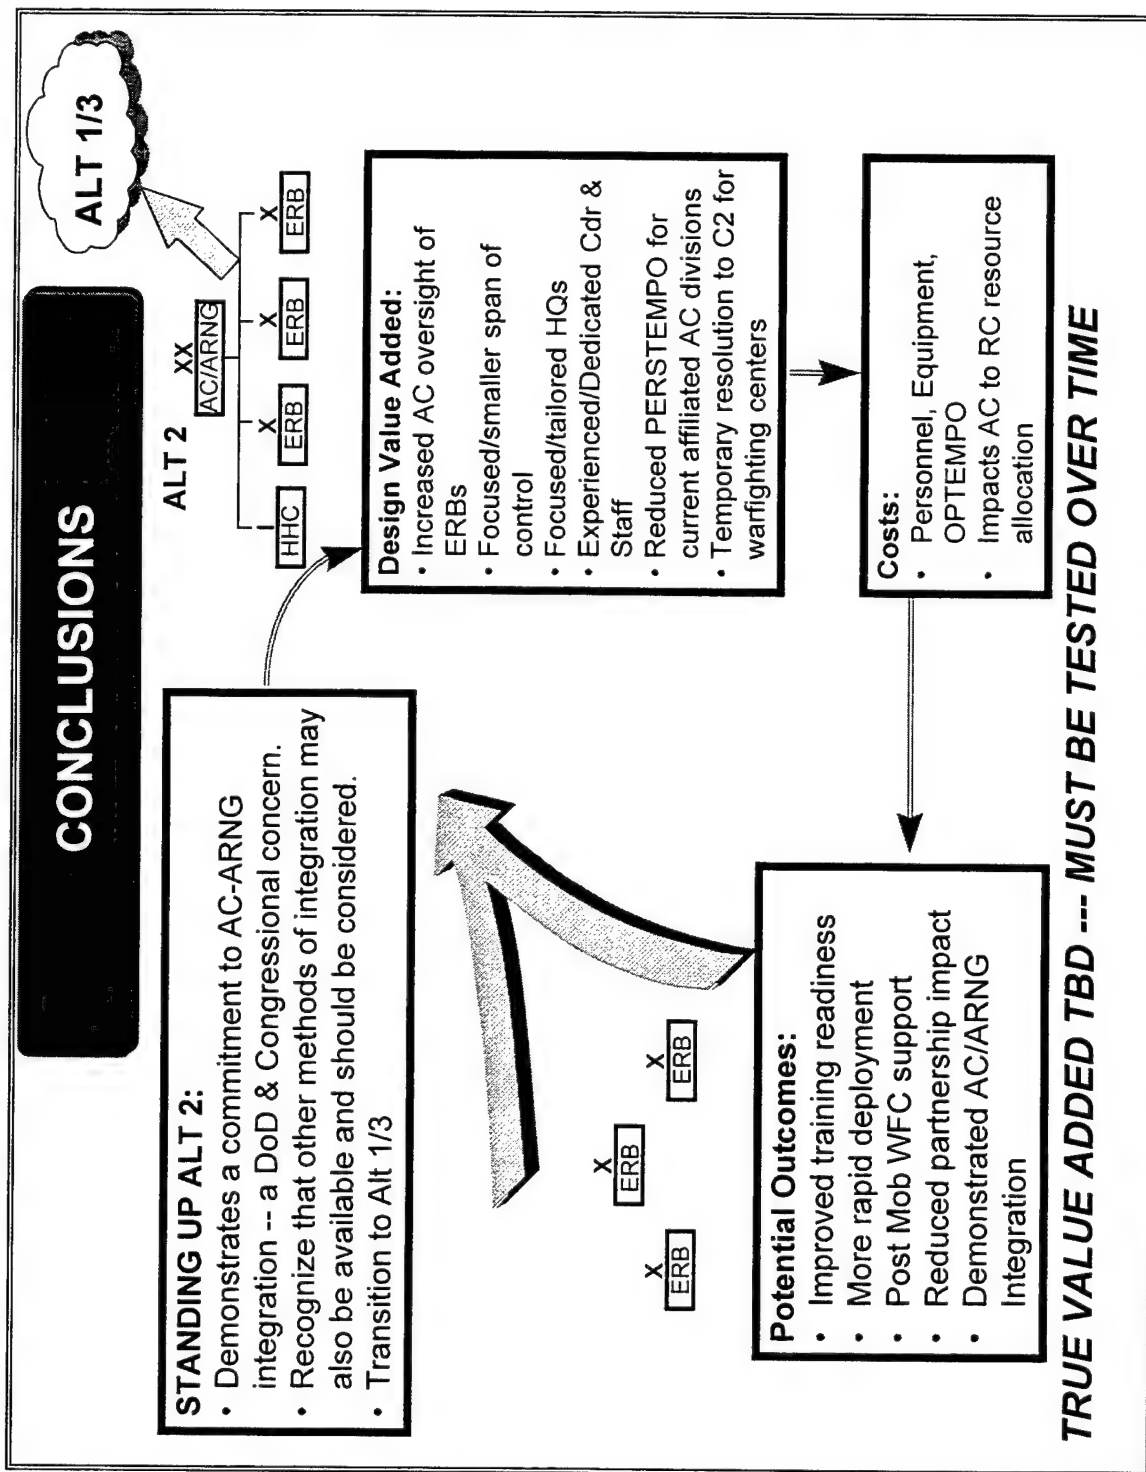 CONCLUSIONS
ALT 1/3
ALT 2
XX
AC/ARNG
HHC
X
ERB
X
ERB
X
ERB
STANDING UP ALT 2:
• Demonstrates a commitment to AC-ARNG
integration -- a DoD & Congressional concern.
• Recognize that other methods of integration may
also be available and should be considered.
• Transition to Alt 1/3
Design Value Added:
• Increased AC oversight of
ERBs
• Focused/smaller span of
control
• Focused/tailored HQs
• Experienced/Dedicated Cdr &
Staff
• Reduced PERSTEMPO for
current affiliated AC divisions
• Temporary resolution to C2 for
warfighting centers
X
ERB
X
ERB
X
ERB
Potential Outcomes:
• Improved training readiness
• More rapid deployment
• Post Mob WFC support
• Reduced partnership impact
• Demonstrated AC/ARNG
Integration
Costs:
• Personnel, Equipment,
OPTEMPO
• Impacts AC to RC resource
allocation
TRUE VALUE ADDED TBD --- MUST BE TESTED OVER TIME